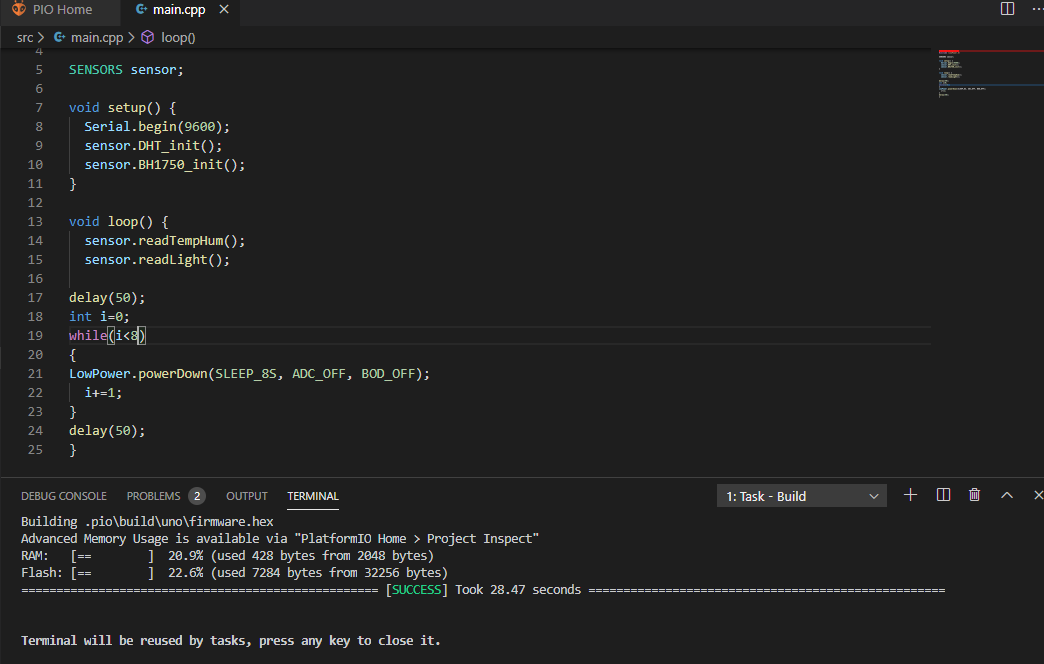 PIO Home main.cpp
src > main.cpp > loop()
4
5 SENSORS sensor;
6
7 void setup() {
8 Serial.begin(9600);
9 sensor.DHT_init();
10 sensor.BH1750_init();
11 }
12
13 void loop() {
14 sensor.readTempHum();
15 sensor.readLight();
16
17 delay(50);
18 int i=0;
19 while(i<8)
20 {
21 LowPower.powerDown(SLEEP_8S, ADC_OFF, BOD_OFF);
22 i+=1;
23 }
24 delay(50);
25 }
DEBUG CONSOLE PROBLEMS 2 OUTPUT TERMINAL 1: Task - Build
Building .pio\build\uno\firmware.hex
Advanced Memory Usage is available via "PlatformIO Home > Project Inspect"
RAM: [== ] 20.9% (used 428 bytes from 2048 bytes)
Flash: [== ] 22.6% (used 7284 bytes from 32256 bytes)
=================================================== [SUCCESS] Took 28.47 seconds ===================================================
Terminal will be reused by tasks, press any key to close it.